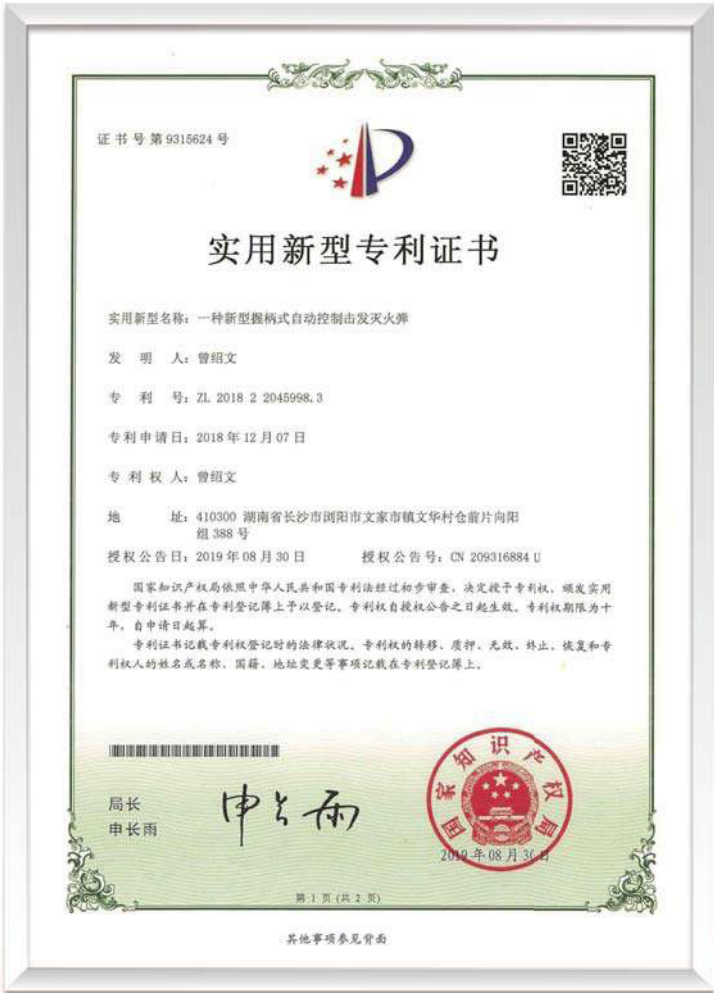 证书号第9315624号
实用新型专利证书
实用新型名称：一种新型握柄式自动控制击发灭火弹
发 明 人：曾绍文
专 利 号：ZL 2018 2 2045998.3
专利申请日：2018年12月07日
专 利 权 人：曾绍文
地 址：410300 湖南省长沙市浏阳市文家市镇文华村仓前片向阳
组388号
授权公告日：2019年08月30日 授权公告号：CN 209316884 U
国家知识产权局依照中华人民共和国专利法经过初步审查，决定授予专利权，颁发实用
新型专利证书并在专利登记簿上予以登记。专利权自授权公告之日起生效。专利权期限为十
年，自申请日起算。
专利证书记载专利权登记时的法律状况。专利权的转移、质押、无效、终止、恢复和专
利权人的姓名或名称、国籍、地址变更等事项记载在专利登记簿上。
局长
申长雨
申长雨
国家知识产权局
2019年08月30日
第 1 页 (共 2 页)
其他事项参见背面